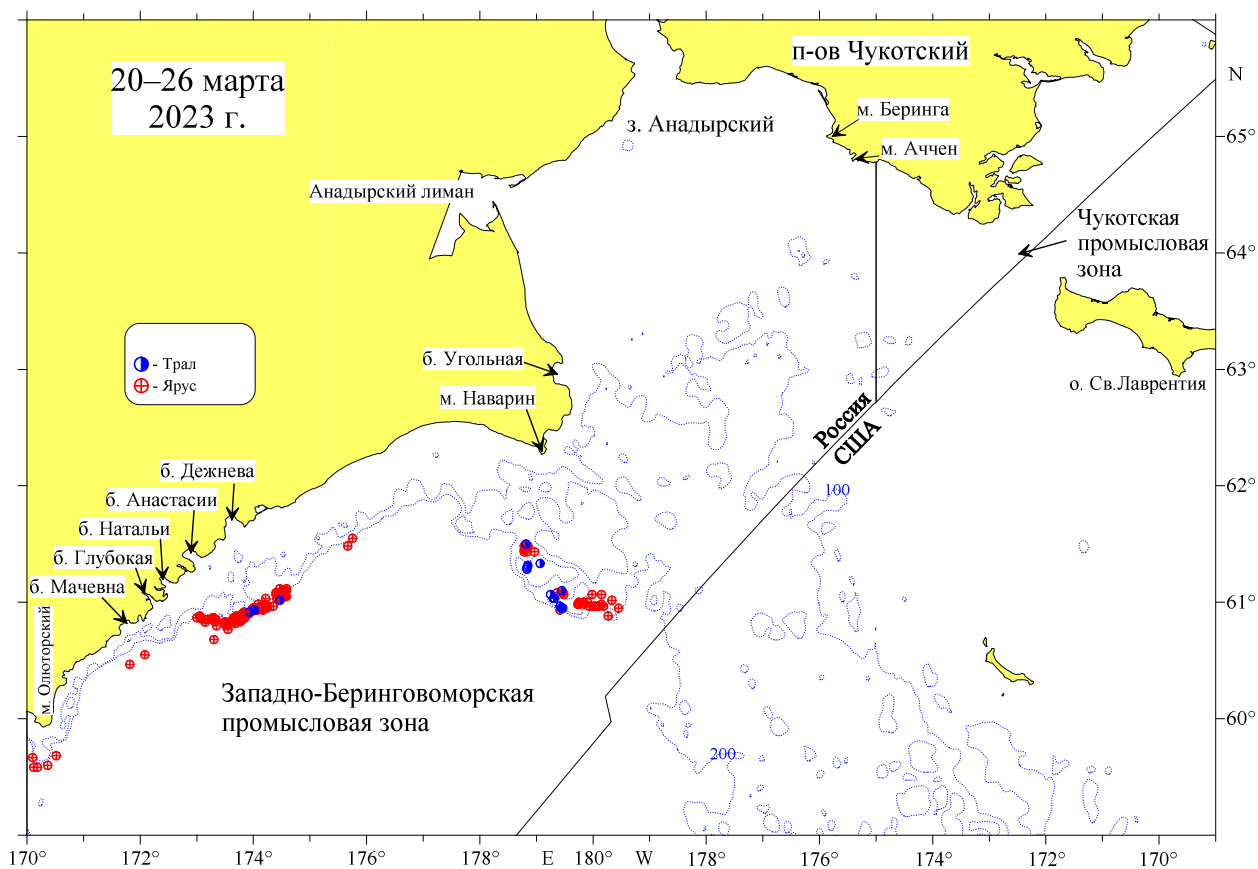 20–26 марта
2023 г.
п-ов Чукотский
N
м. Беринга
з. Анадырский
65°
м. Аччен
Анадырский лиман
Чукотская
промысловая
зона
64°
- Трал
- Ярус
б. Угольная
63°
о. Св.Лаврентия
м. Наварин
Россия
США
б. Дежнева
62°
100
б. Анастасии
б. Натальи
б. Глубокая
б. Мачевна
61°
м. Олюторский
Западно-Беринговоморская
промысловая зона
60°
200
170° 172° 174° 176° 178° E 180° W 178° 176° 174° 172° 170°